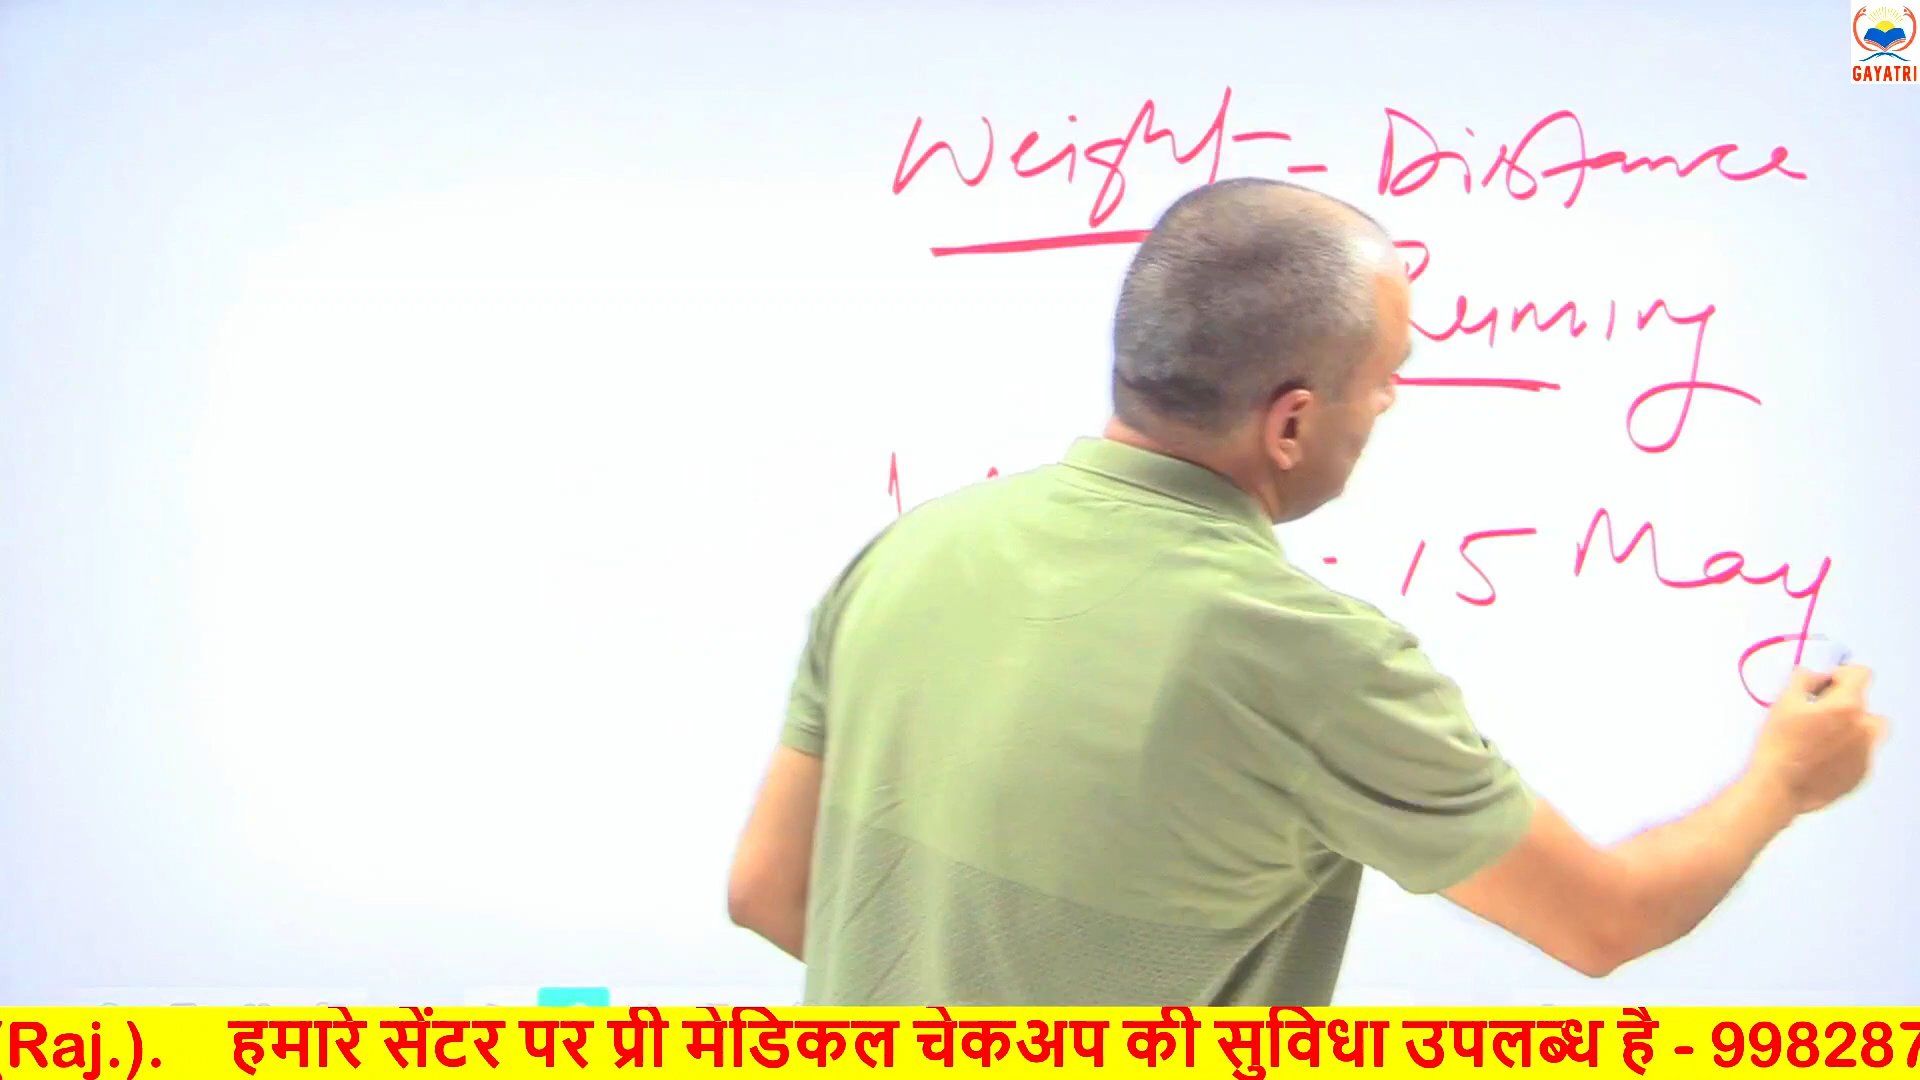 GAYATRI
Weight - Distance
Running
- 15 May
(Raj.). हमारे सेंटर पर प्री मेडिकल चेकअप की सुविधा उपलब्ध है - 998287